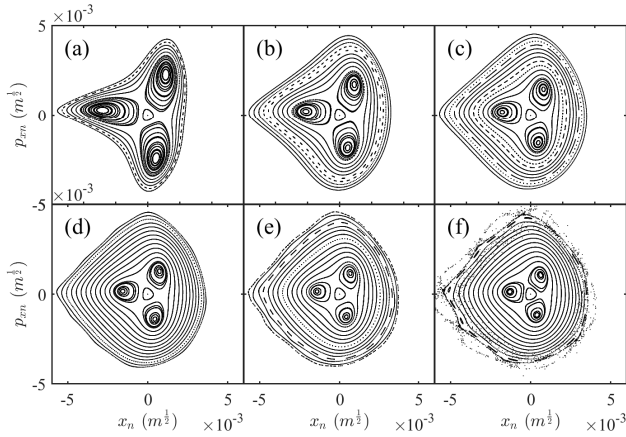 ×10⁻³
5
(a) (b) (c)
p_xn (m^½)
0
×10⁻³
-5
(d) (e) (f)
p_xn (m^½)
0
-5
-5 0 5 -5 0 5 -5 0 5
x_n (m^½) ×10⁻³ x_n (m^½) ×10⁻³ x_n (m^½) ×10⁻³